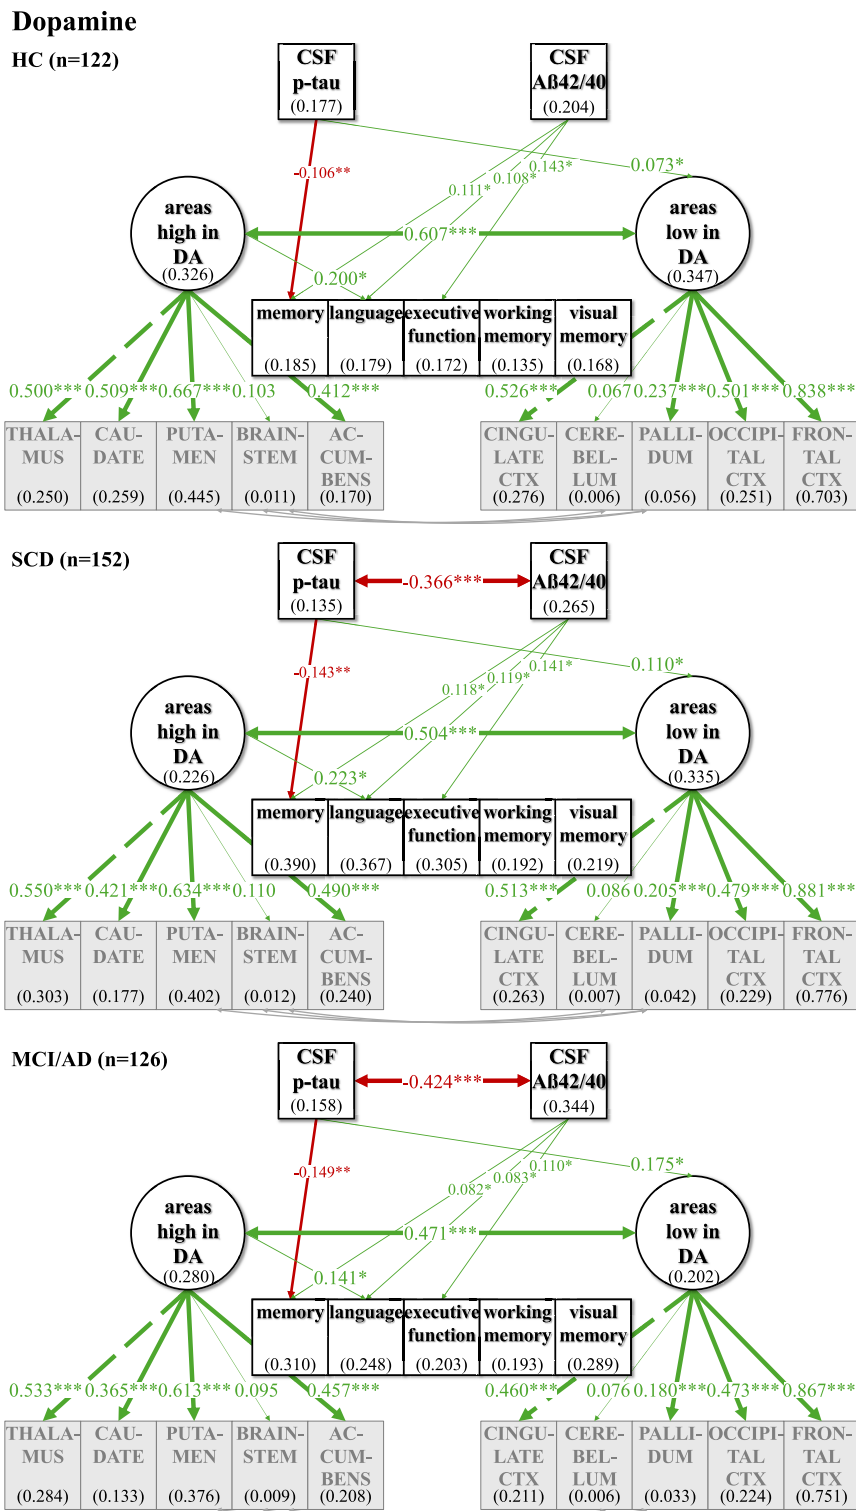 Dopamine
HC (n=122)
CSF
p-tau
(0.177)
CSF
Aß42/40
(0.204)
-0.106**
0.111*
0.108*
0.143*
0.073*
areas
high in
DA
(0.326)
0.607***
areas
low in
DA
(0.347)
0.200*
memory
(0.185)
language
(0.179)
executive
function
(0.172)
working
memory
(0.135)
visual
memory
(0.168)
0.500*** 0.509*** 0.667*** 0.103 0.412***
0.526*** 0.067 0.237*** 0.501*** 0.838***
THALA-
MUS
(0.250)
CAU-
DATE
(0.259)
PUTA-
MEN
(0.445)
BRAIN-
STEM
(0.011)
AC-
CUM-
BENS
(0.170)
CINGU-
LATE
CTX
(0.276)
CERE-
BEL-
LUM
(0.006)
PALLI-
DUM
(0.056)
OCCIPI-
TAL
CTX
(0.251)
FRON-
TAL
CTX
(0.703)
SCD (n=152)
CSF
p-tau
(0.135)
-0.366***
CSF
Aß42/40
(0.265)
-0.143**
0.118*
0.119*
0.141*
0.110*
areas
high in
DA
(0.226)
0.504***
areas
low in
DA
(0.335)
0.223*
memory
(0.390)
language
(0.367)
executive
function
(0.305)
working
memory
(0.192)
visual
memory
(0.219)
0.550*** 0.421*** 0.634*** 0.110 0.490***
0.513*** 0.086 0.205*** 0.479*** 0.881***
THALA-
MUS
(0.303)
CAU-
DATE
(0.177)
PUTA-
MEN
(0.402)
BRAIN-
STEM
(0.012)
AC-
CUM-
BENS
(0.240)
CINGU-
LATE
CTX
(0.263)
CERE-
BEL-
LUM
(0.007)
PALLI-
DUM
(0.042)
OCCIPI-
TAL
CTX
(0.229)
FRON-
TAL
CTX
(0.776)
MCI/AD (n=126)
CSF
p-tau
(0.158)
-0.424***
CSF
Aß42/40
(0.344)
-0.149**
0.082*
0.083*
0.110*
0.175*
areas
high in
DA
(0.280)
0.471***
areas
low in
DA
(0.202)
0.141*
memory
(0.310)
language
(0.248)
executive
function
(0.203)
working
memory
(0.193)
visual
memory
(0.289)
0.533*** 0.365*** 0.613*** 0.095 0.457***
0.460*** 0.076 0.180*** 0.473*** 0.867***
THALA-
MUS
(0.284)
CAU-
DATE
(0.133)
PUTA-
MEN
(0.376)
BRAIN-
STEM
(0.009)
AC-
CUM-
BENS
(0.208)
CINGU-
LATE
CTX
(0.211)
CERE-
BEL-
LUM
(0.006)
PALLI-
DUM
(0.033)
OCCIPI-
TAL
CTX
(0.224)
FRON-
TAL
CTX
(0.751)